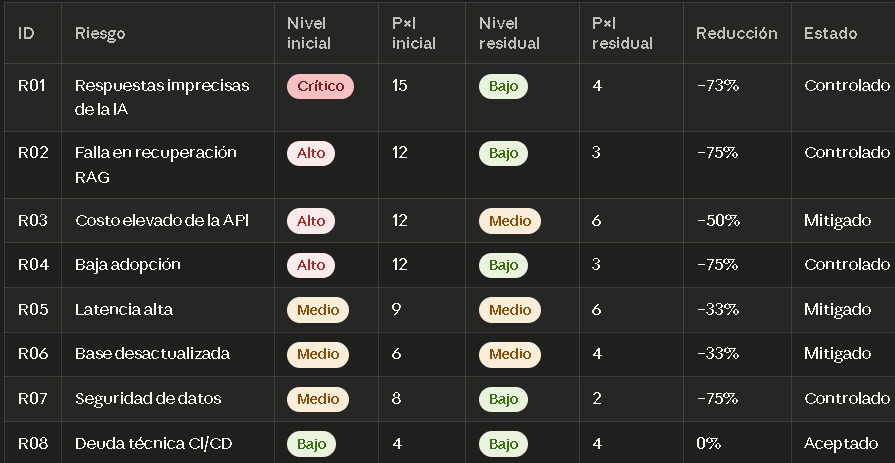 ID Riesgo Nivel inicial P×I inicial Nivel residual P×I residual Reducción Estado
R01 Respuestas imprecisas de la IA Crítico 15 Bajo 4 −73% Controlado
R02 Falla en recuperación RAG Alto 12 Bajo 3 −75% Controlado
R03 Costo elevado de la API Alto 12 Medio 6 −50% Mitigado
R04 Baja adopción Alto 12 Bajo 3 −75% Controlado
R05 Latencia alta Medio 9 Medio 6 −33% Mitigado
R06 Base desactualizada Medio 6 Medio 4 −33% Mitigado
R07 Seguridad de datos Medio 8 Bajo 2 −75% Controlado
R08 Deuda técnica CI/CD Bajo 4 Bajo 4 0% Aceptado